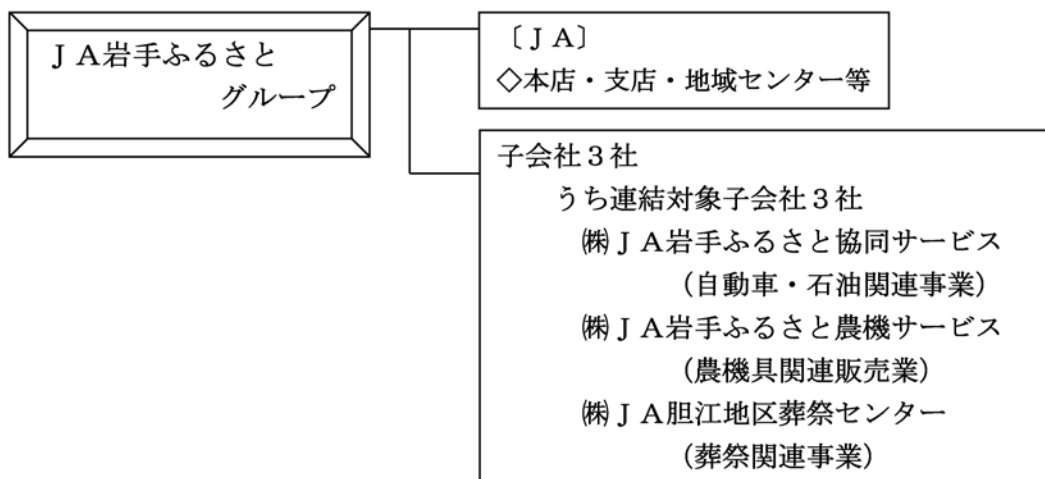 ＪＡ岩手ふるさと
グループ
〔ＪＡ〕
◇本店・支店・地域センター等
子会社３社
うち連結対象子会社３社
㈱ＪＡ岩手ふるさと協同サービス
（自動車・石油関連事業）
㈱ＪＡ岩手ふるさと農機サービス
（農機具関連販売業）
㈱ＪＡ胆江地区葬祭センター
（葬祭関連事業）